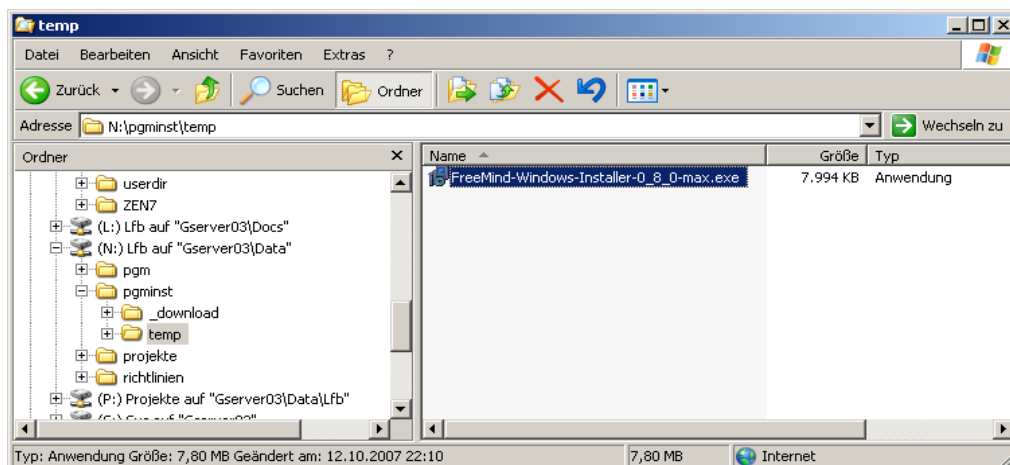 temp
Datei Bearbeiten Ansicht Favoriten Extras ?
Zurück Suchen Ordner
Adresse N:\pgminst\temp Wechseln zu
Ordner
userdir
ZEN7
(L:) Lfb auf "Gserver03\Docs"
(N:) Lfb auf "Gserver03\Data"
pgm
pgminst
_download
temp
projekte
richtlinien
(P:) Projekte auf "Gserver03\Data\Lfb"
Name Größe Typ
FreeMind-Windows-Installer-0_8_0-max.exe 7.994 KB Anwendung
Typ: Anwendung Größe: 7,80 MB Geändert am: 12.10.2007 22:10 7,80 MB Internet